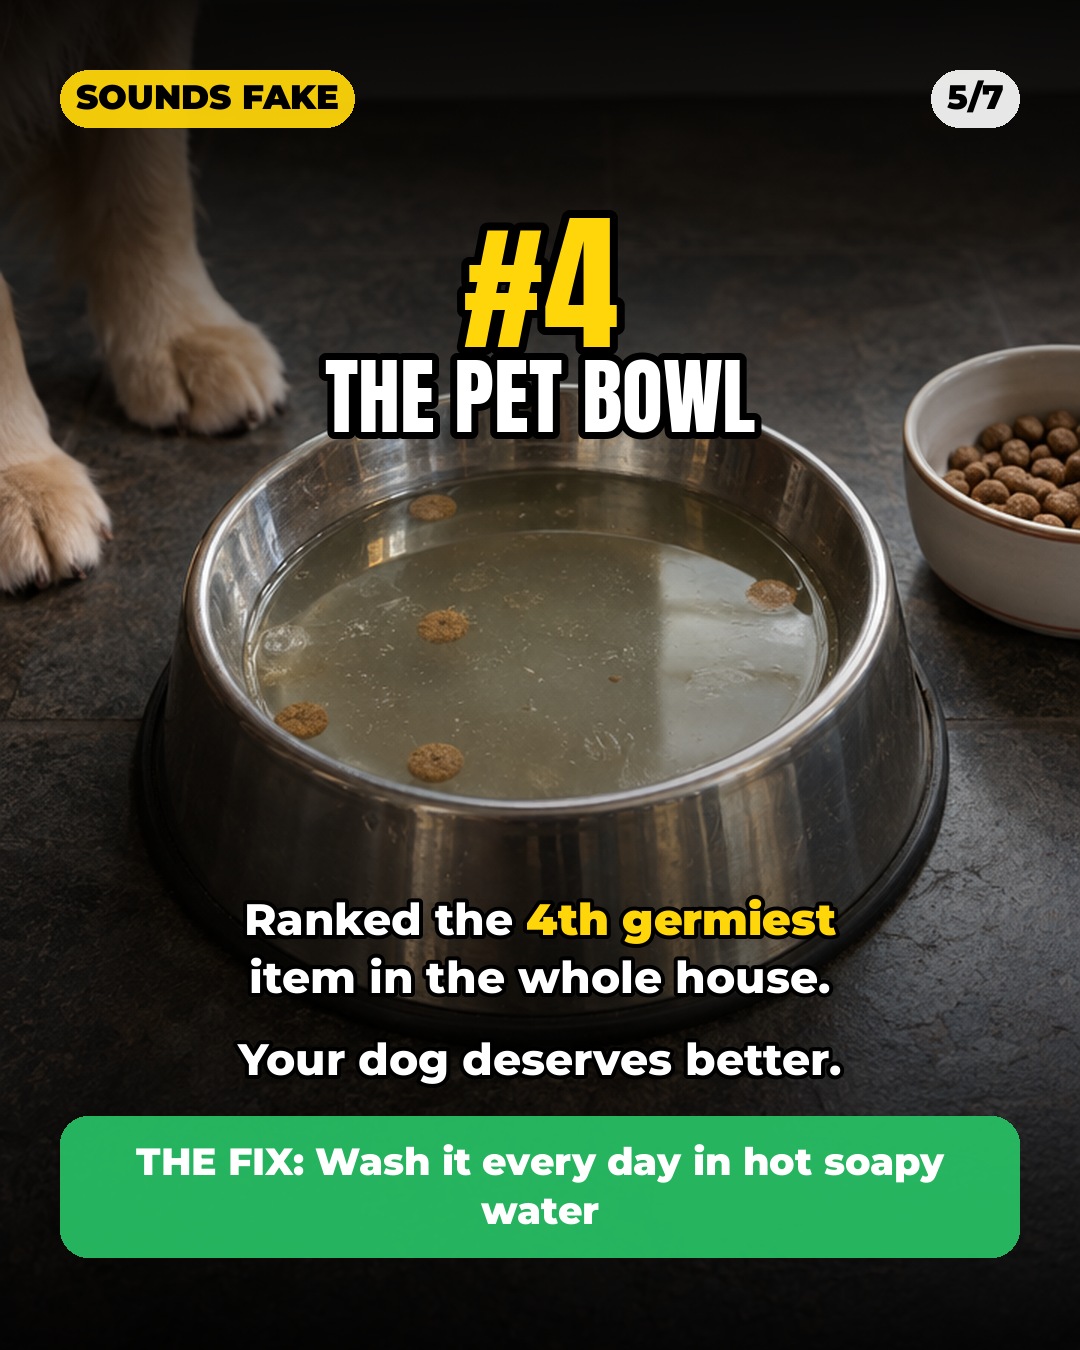 SOUNDS FAKE
5/7
#4
THE PET BOWL
Ranked the 4th germiest
item in the whole house.
Your dog deserves better.
THE FIX: Wash it every day in hot soapy
water